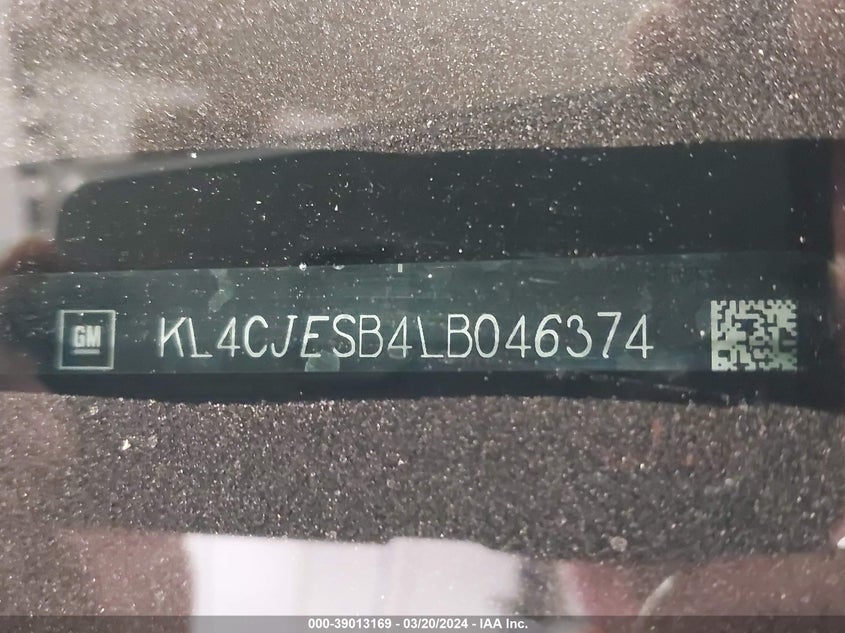 GM
KL4CJESB4LB046374
000-39013169 - 03/20/2024 - IAA Inc.